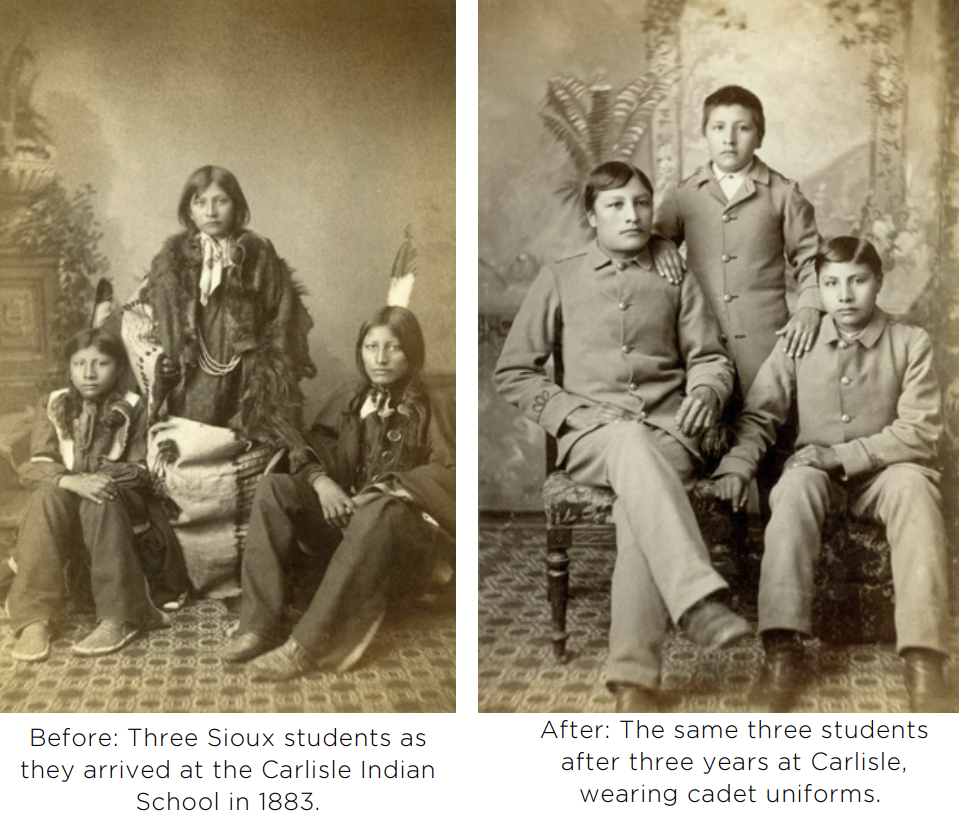 Before: Three Sioux students as
they arrived at the Carlisle Indian
School in 1883.
After: The same three students
after three years at Carlisle,
wearing cadet uniforms.